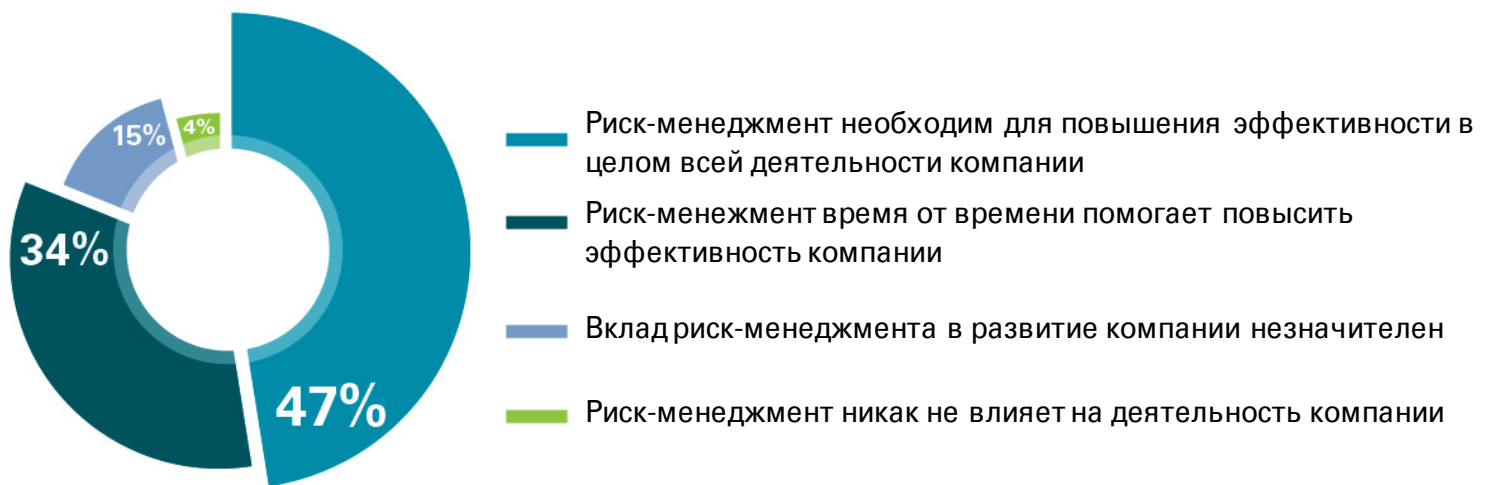 15%
4%
34%
47%
Риск-менеджмент необходим для повышения эффективности в
целом всей деятельности компании
Риск-менежмент время от времени помогает повысить
эффективность компании
Вклад риск-менеджмента в развитие компании незначителен
Риск-менеджмент никак не влияет на деятельность компании